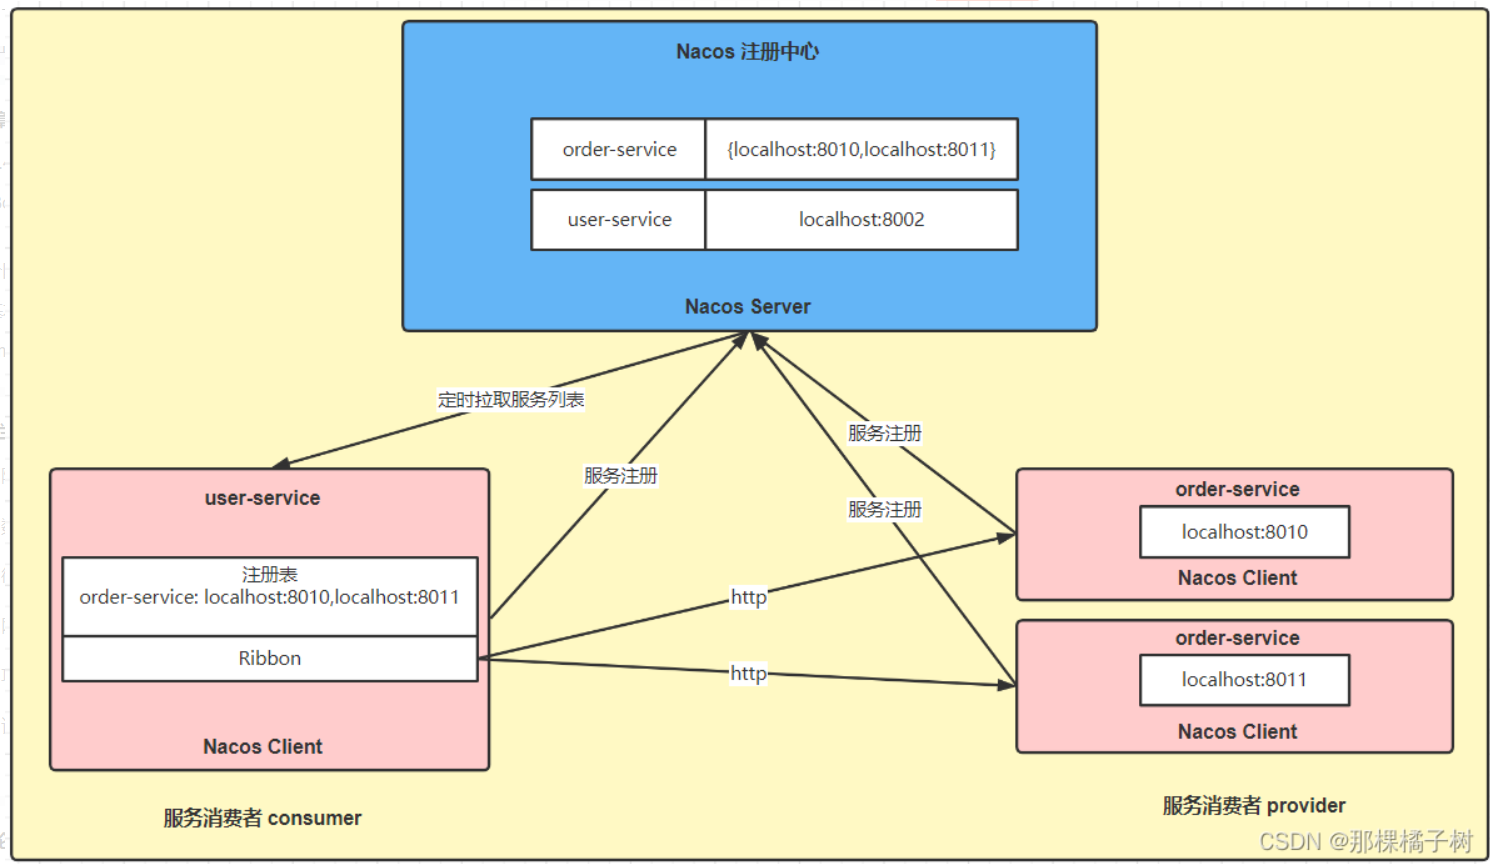 Nacos 注册中心
order-service
{localhost:8010,localhost:8011}
user-service
localhost:8002
Nacos Server
定时拉取服务列表
服务注册
服务注册
服务注册
user-service
注册表
order-service: localhost:8010,localhost:8011
Ribbon
Nacos Client
http
http
order-service
localhost:8010
Nacos Client
order-service
localhost:8011
Nacos Client
服务消费者 consumer
服务消费者 provider
CSDN @那棵橘子树